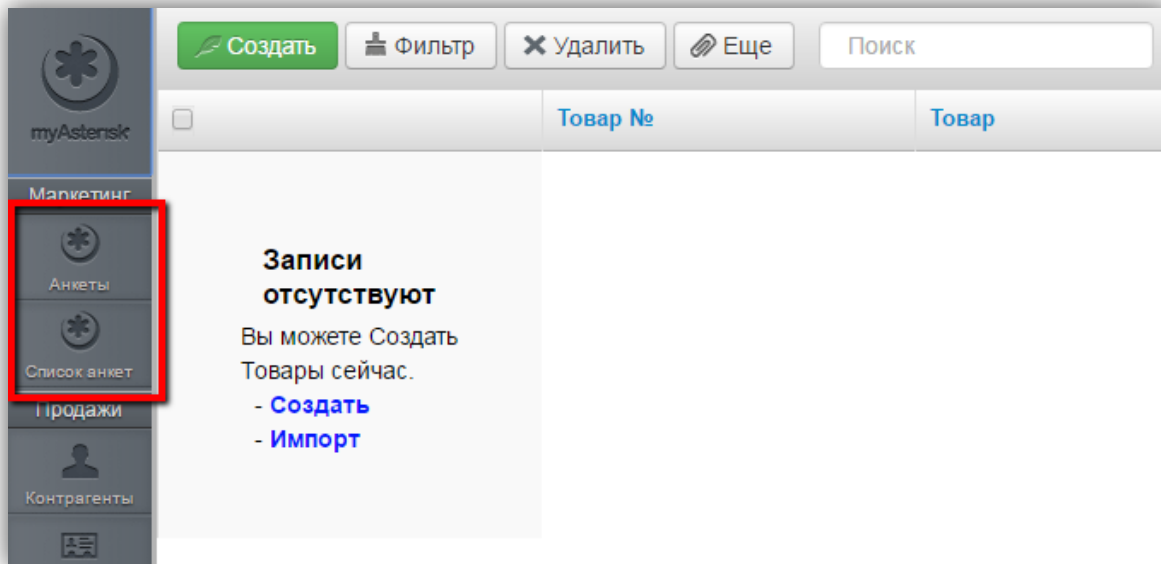 Создать Фильтр Удалить Еще Поиск
myAsterisk
Товар № Товар
Маркетинг
Анкеты
Список анкет
Продажи
Контрагенты
Записи
отсутствуют
Вы можете Создать
Товары сейчас.
- Создать
- Импорт